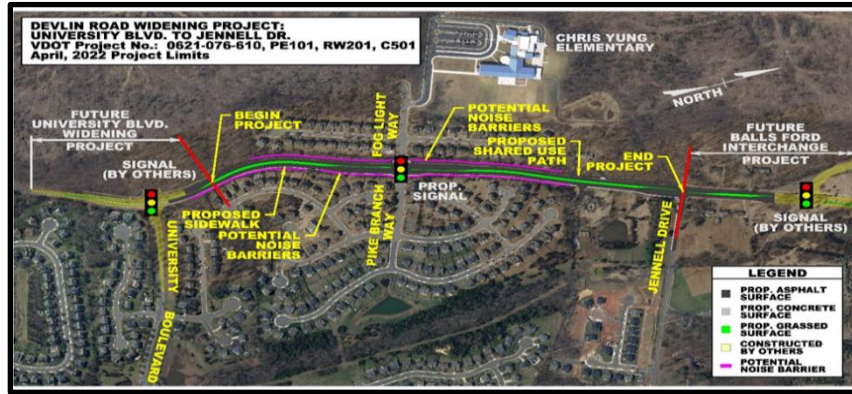 DEVLIN ROAD WIDENING PROJECT:
UNIVERSITY BLVD. TO JENNELL DR.
VDOT Project No.: 0621-076-610, PE101, RW201, C501
April, 2022 Project Limits
CHRIS YUNG
ELEMENTARY
NORTH
FUTURE
UNIVERSITY BLVD.
WIDENING
PROJECT
BEGIN
PROJECT
FOG LIGHT
WAY
POTENTIAL
NOISE
BARRIERS
PROPOSED
SHARED USE
PATH
END
PROJECT
FUTURE
BALLS FORD
INTERCHANGE
PROJECT
SIGNAL
(BY OTHERS)
PROP.
SIGNAL
SIGNAL
(BY OTHERS)
PROPOSED
SIDEWALK
POTENTIAL
NOISE
BARRIERS
PIKE BRANCH
WAY
UNIVERSITY
BOULEVARD
JENNELL DRIVE
LEGEND
PROP. ASPHALT
SURFACE
PROP. CONCRETE
SURFACE
PROP. GRASSED
SURFACE
CONSTRUCTED
BY OTHERS
POTENTIAL
NOISE BARRIER